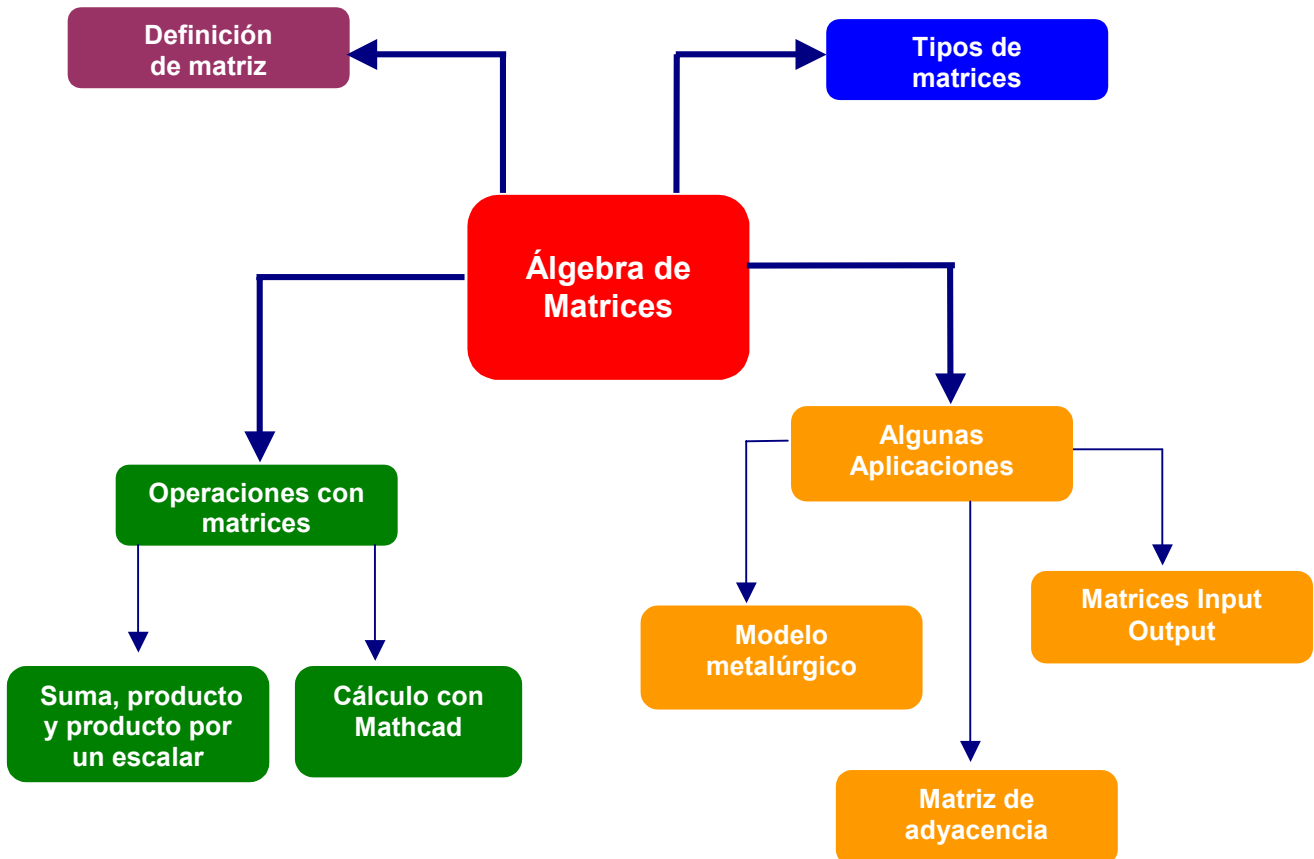 Definición
de matriz
Tipos de
matrices
Álgebra de
Matrices
Algunas
Aplicaciones
Operaciones con
matrices
Matrices Input
Output
Modelo
metalúrgico
Suma, producto
y producto por
un escalar
Cálculo con
Mathcad
Matriz de
adyacencia